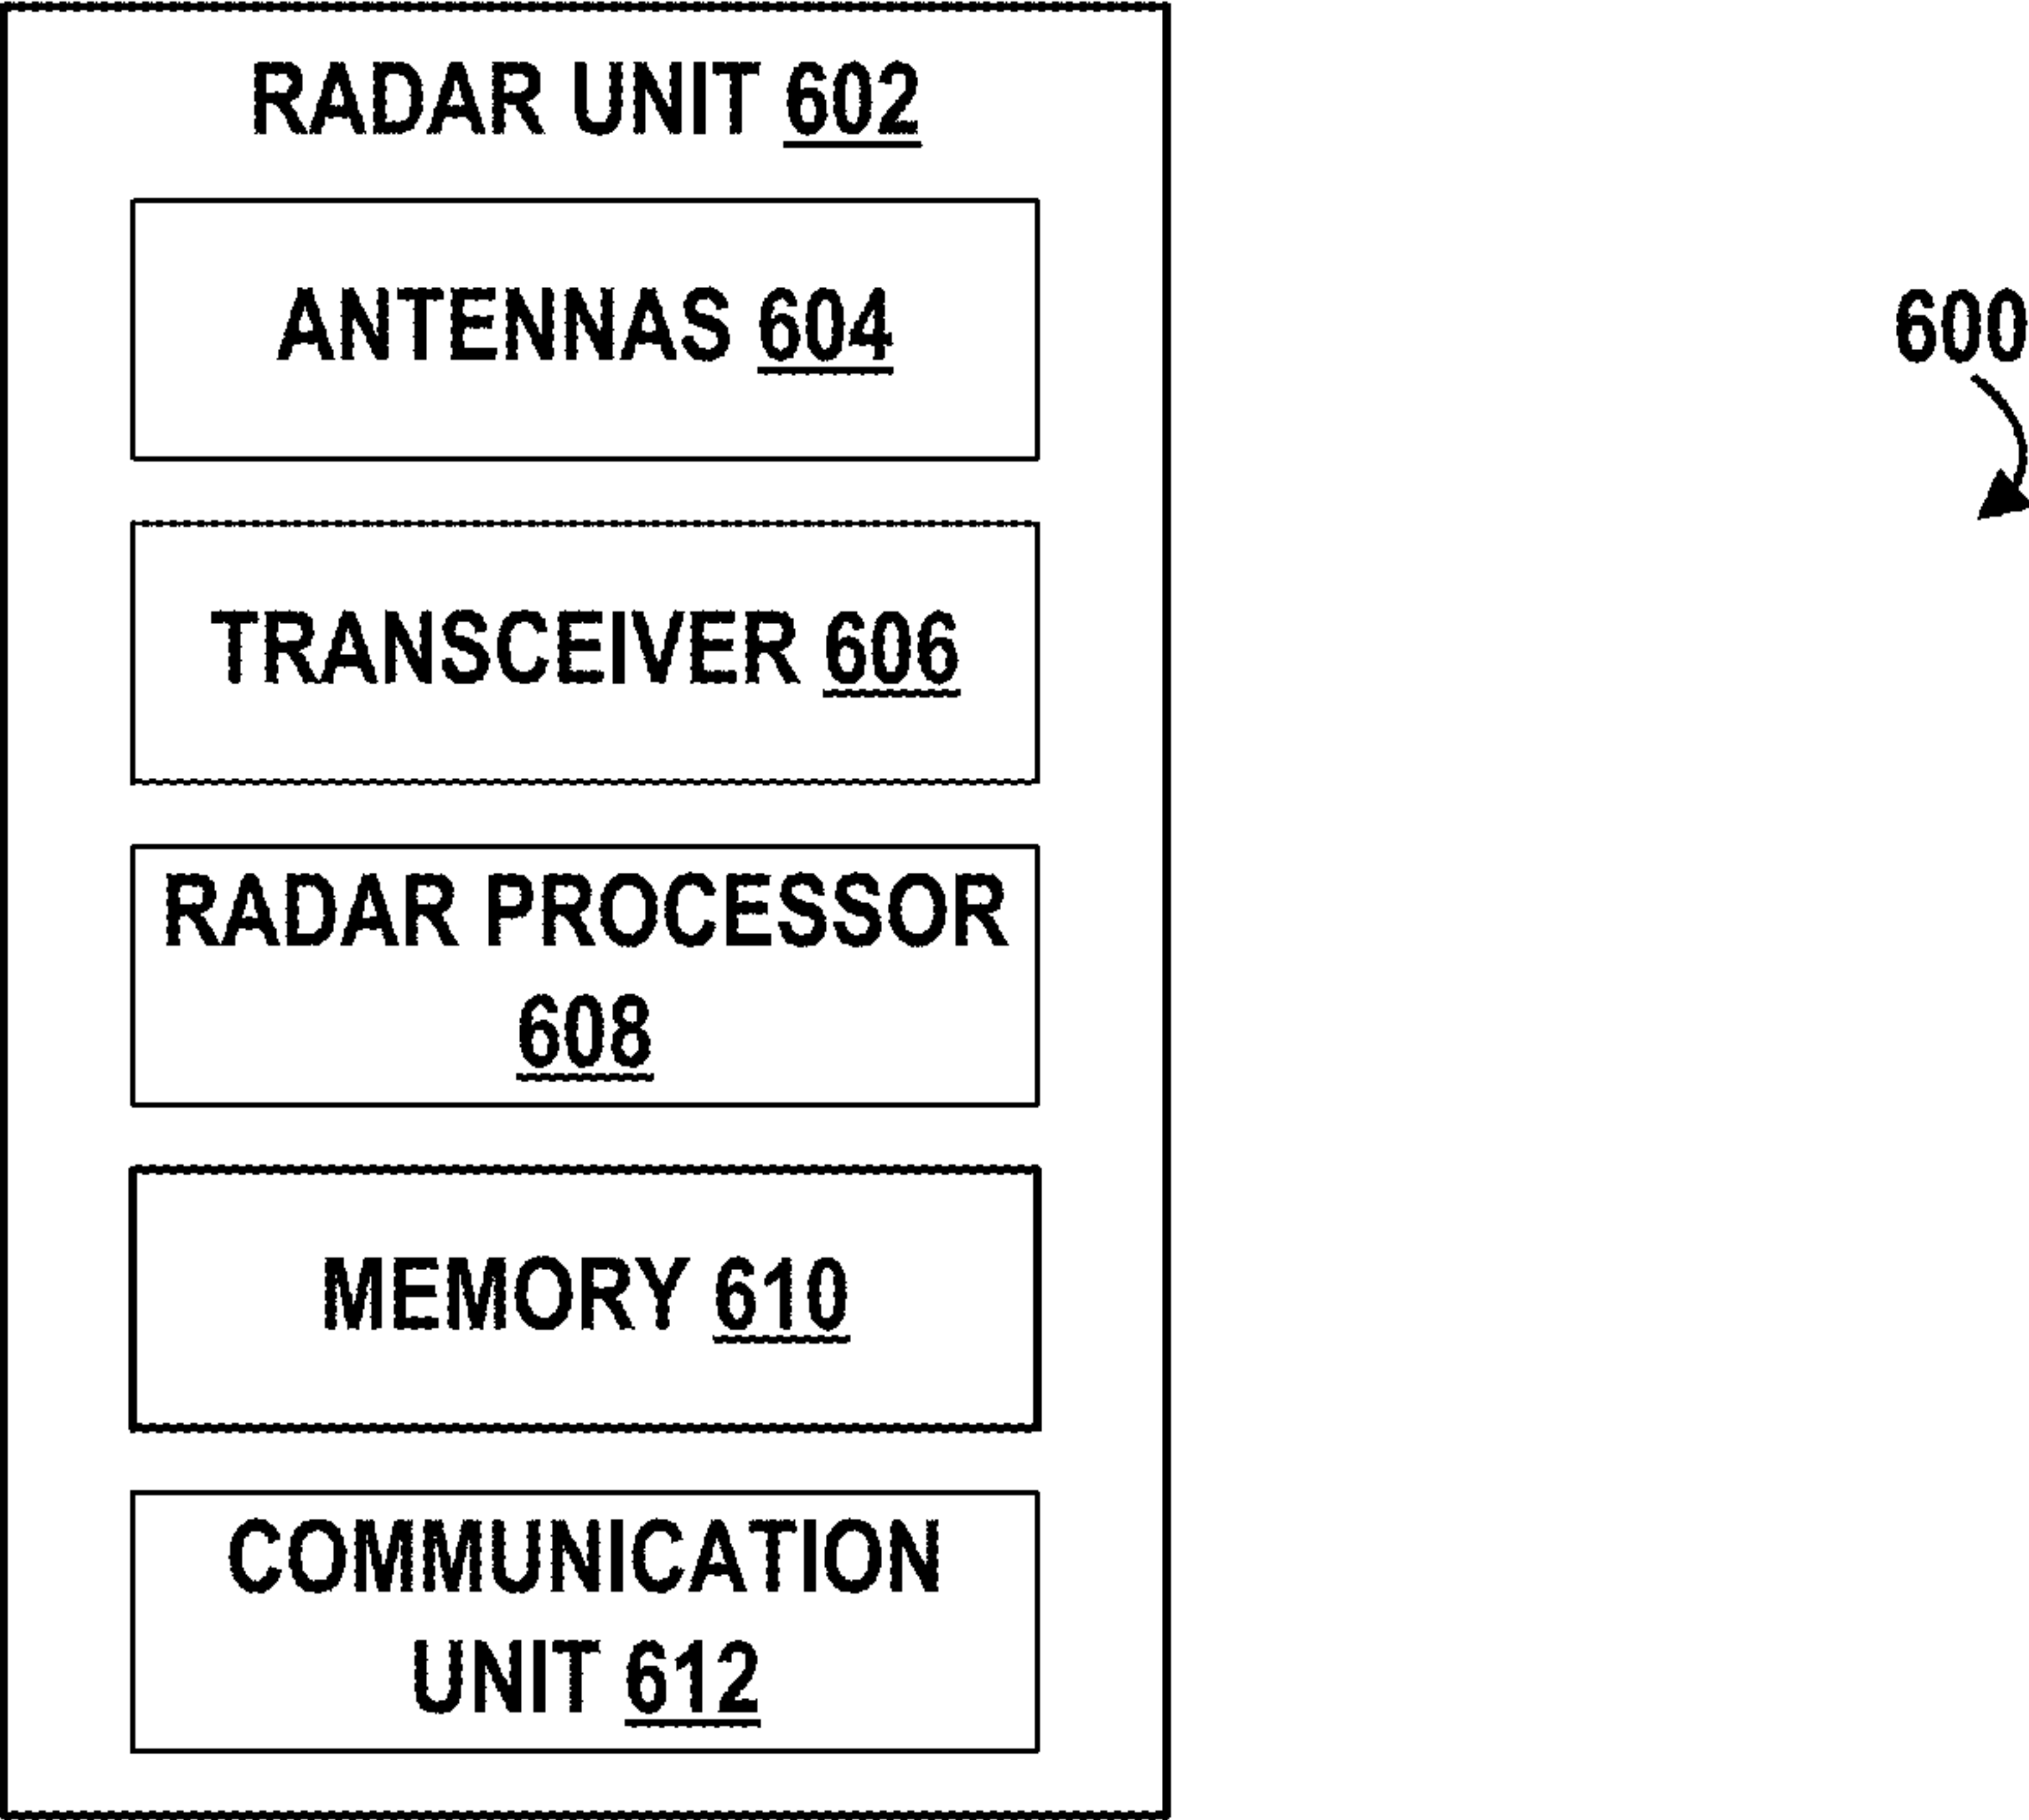 RADAR UNIT 602
ANTENNAS 604
600
TRANSCEIVER 606
RADAR PROCESSOR
608
MEMORY 610
COMMUNICATION
UNIT 612